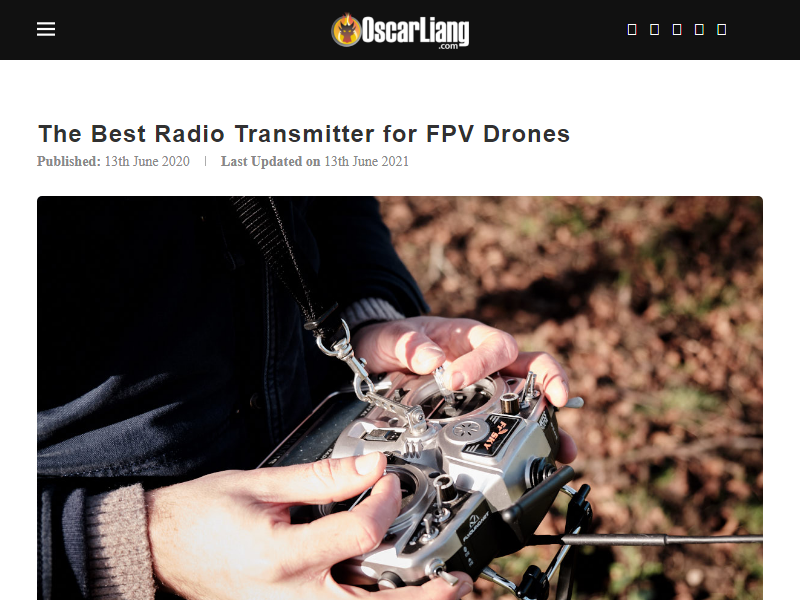 OscarLiang
.com
The Best Radio Transmitter for FPV Drones
Published: 13th June 2020 | Last Updated on 13th June 2021
FrSKY